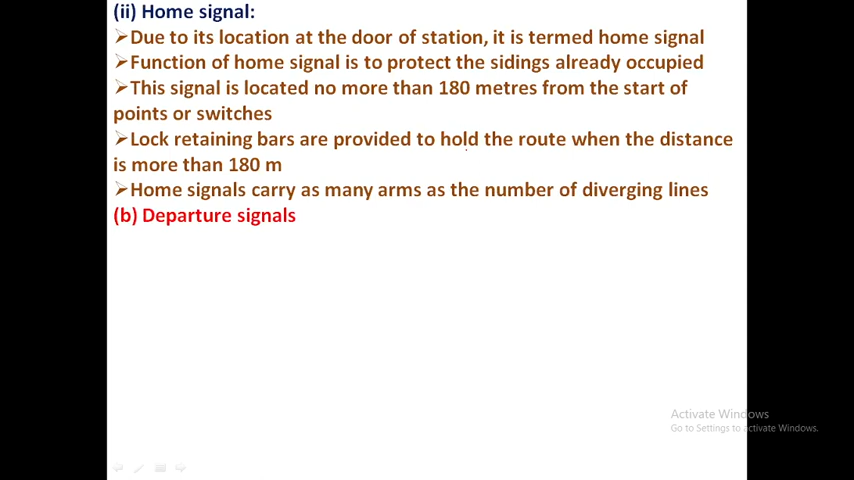 (ii) Home signal:
➢Due to its location at the door of station, it is termed home signal
➢Function of home signal is to protect the sidings already occupied
➢This signal is located no more than 180 metres from the start of
points or switches
➢Lock retaining bars are provided to hold the route when the distance
is more than 180 m
➢Home signals carry as many arms as the number of diverging lines
(b) Departure signals
Activate Windows
Go to Settings to activate Windows.